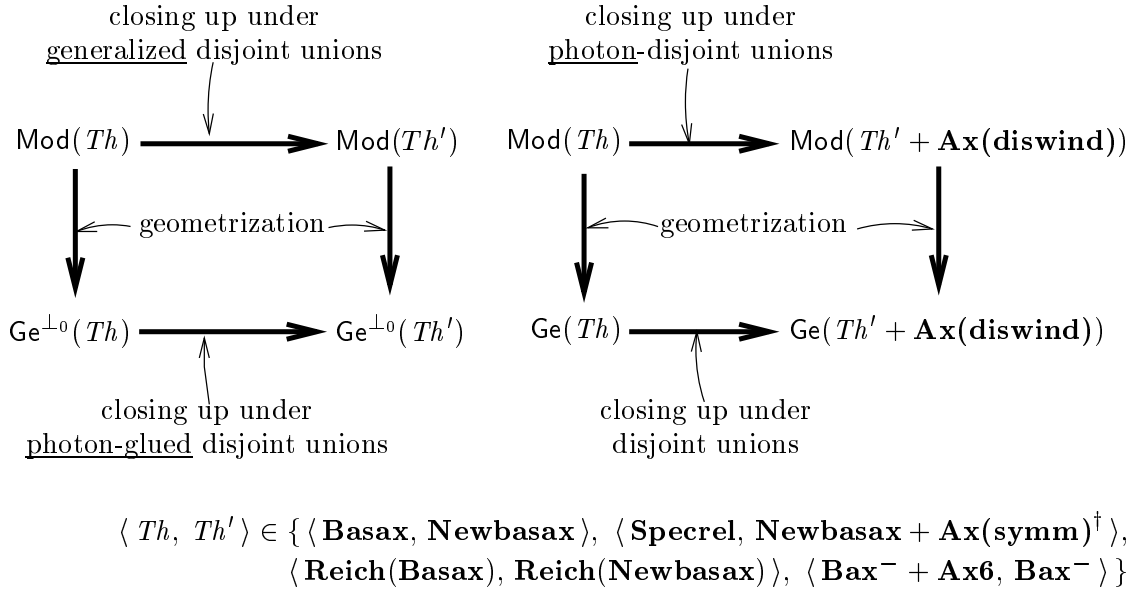 closing up under closing up under
generalized disjoint unions photon-disjoint unions
Mod(Th) Mod(Th′) Mod(Th) Mod(Th′ + Ax(diswind))
geometrization geometrization
Ge^⊥₀(Th) Ge^⊥₀(Th′) Ge(Th) Ge(Th′ + Ax(diswind))
closing up under closing up under
photon-glued disjoint unions disjoint unions
⟨ Th, Th′ ⟩ ∈ { ⟨ Basax, Newbasax ⟩, ⟨ Specrel, Newbasax + Ax(symm)† ⟩,
⟨ Reich(Basax), Reich(Newbasax) ⟩, ⟨ Bax⁻ + Ax6, Bax⁻ ⟩ }